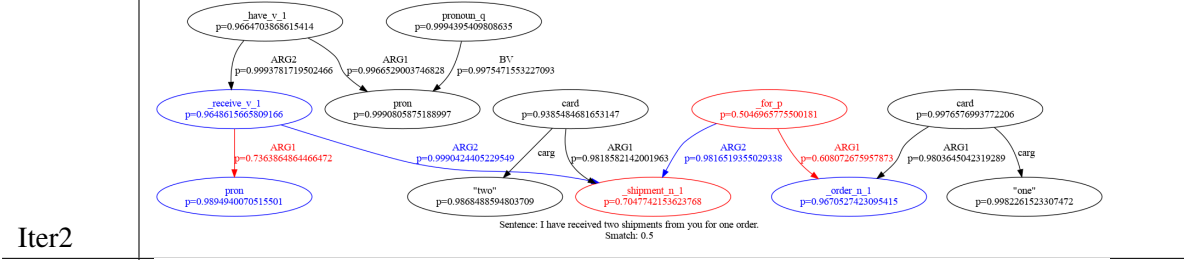 _have_v_1
p=0.9664703868615414
pronoun_q
p=0.9994395409808635
ARG2
p=0.9993781719502466
ARG1
p=0.9966529003746828
BV
p=0.9975471553227093
_receive_v_1
p=0.9648615665809166
pron
p=0.9990805875188997
card
p=0.9385484681653147
_for_p
p=0.5046965775500181
card
p=0.9976576993772206
ARG1
p=0.7363864864466472
ARG2
p=0.9990424405229549
carg
ARG1
p=0.9818582142001963
ARG2
p=0.9816519355029338
ARG1
p=0.608072675957873
ARG1
p=0.9803645042319289
carg
pron
p=0.9894940070515501
"two"
p=0.9868488594803709
_shipment_n_1
p=0.7047742153623768
_order_n_1
p=0.9670527423095415
"one"
p=0.9982261523307472
Sentence: I have received two shipments from you for one order.
Smatch: 0.5
Iter2